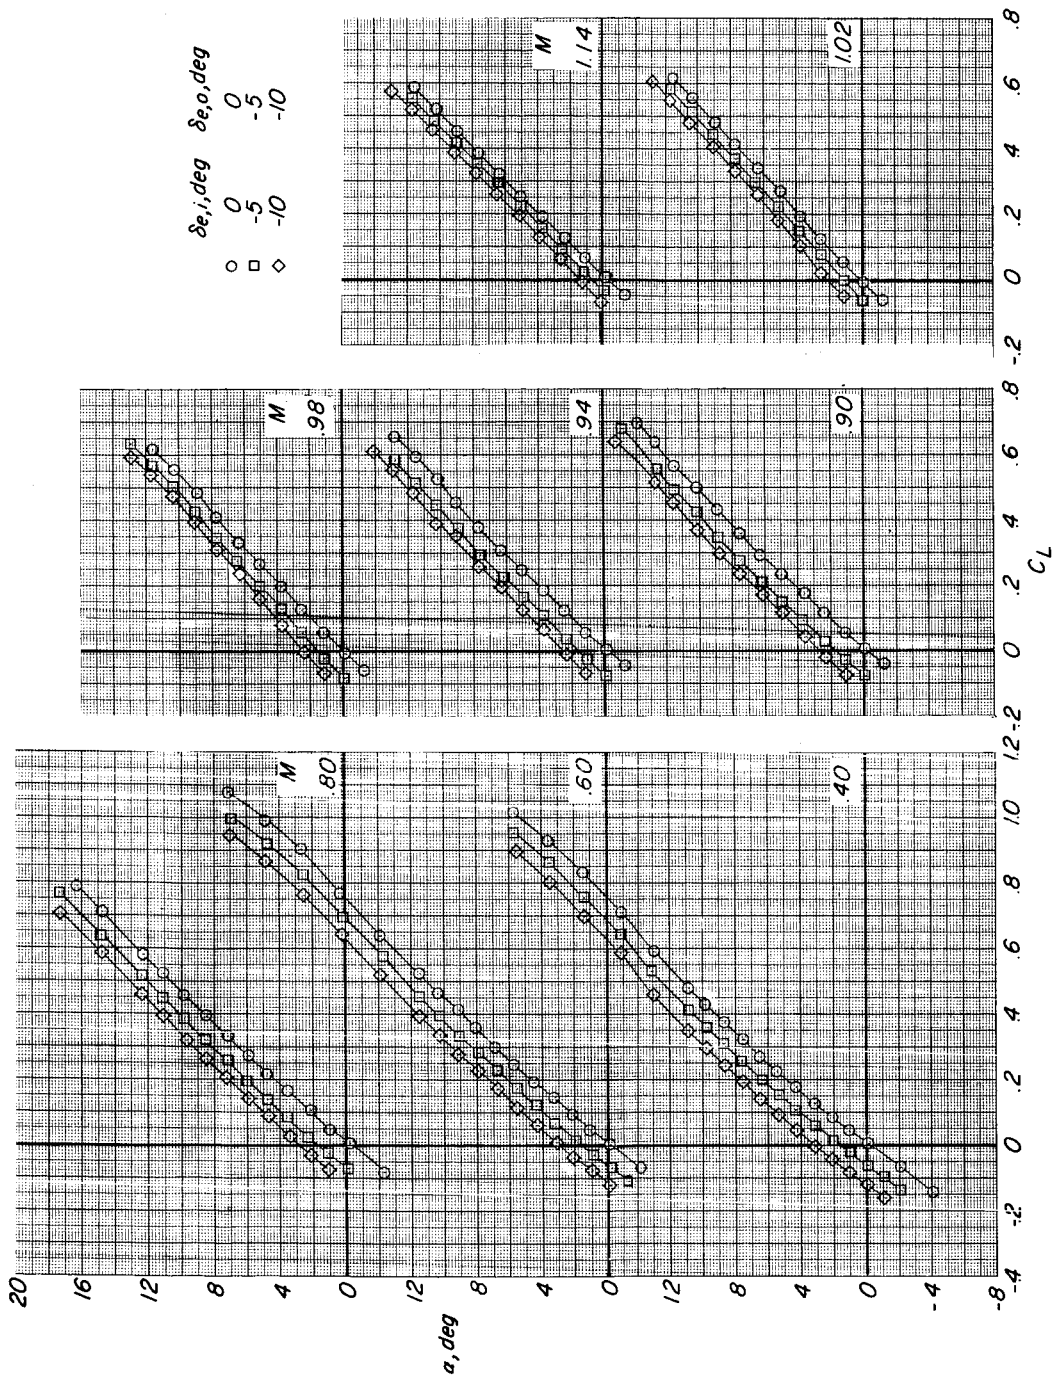 δe,i,deg δe,o,deg
○ 0 0
□ -5 -5
◇ -10 -10
M
1.14
1.02
-.2 0 .2 .4 .6 .8
M
.98
.94
.90
-.2 0 .2 .4 .6 .8
M
.80
.60
.40
-.4 -.2 0 .2 .4 .6 .8 1.0 1.2
C_L
20
16
12
8
4
0
12
8
4
0
12
8
4
0
-4
-8
α, deg